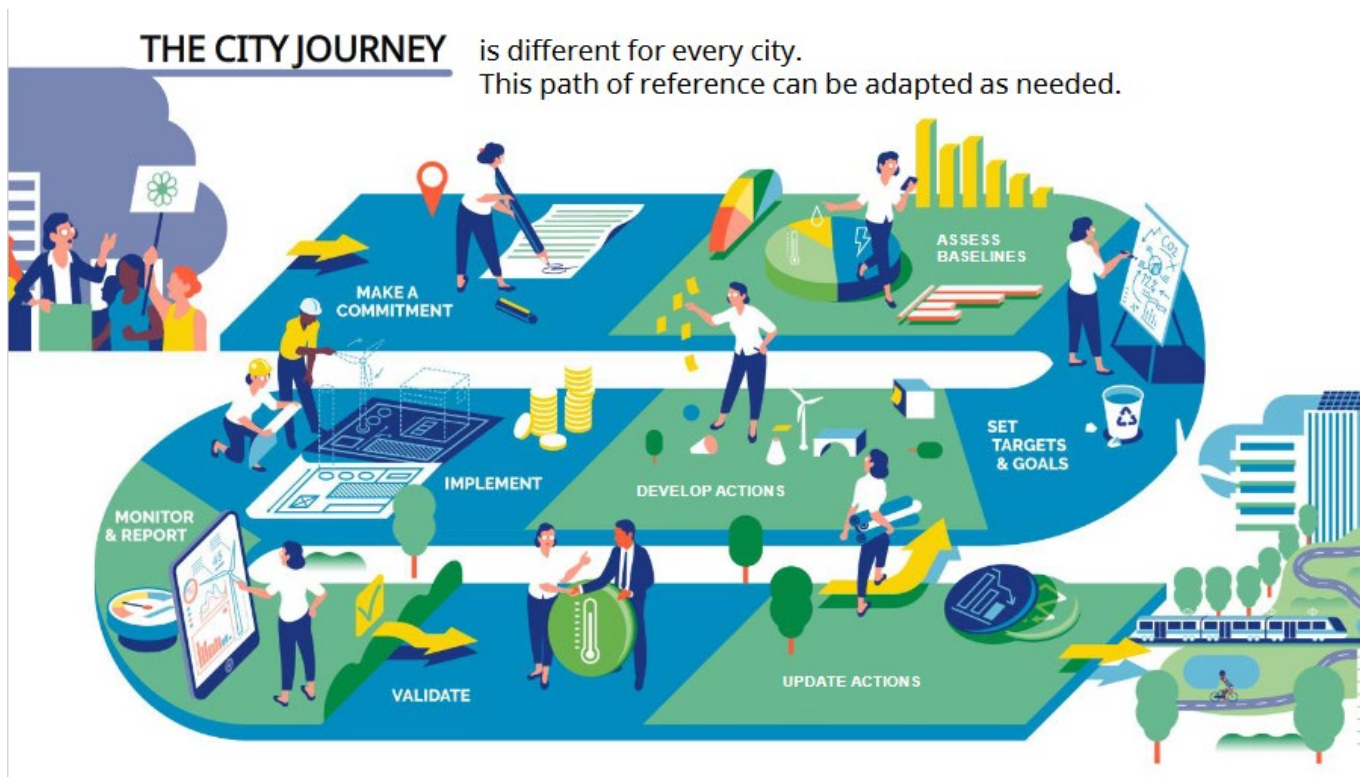 THE CITY JOURNEY is different for every city.
This path of reference can be adapted as needed.
MAKE A
COMMITMENT
ASSESS
BASELINES
CO2
SET
TARGETS
& GOALS
DEVELOP ACTIONS
IMPLEMENT
MONITOR
& REPORT
VALIDATE
UPDATE ACTIONS